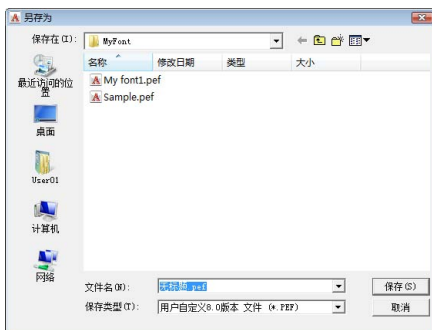 另存为
保存在(I):
MyFont
名称
修改日期
类型
大小
My font1.pef
Sample.pef
最近访问的位
置
桌面
User01
计算机
网络
文件名(N):
无标题.pef
保存(S)
保存类型(T):
用户自定义8.0版本 文件 (*.PEF)
取消